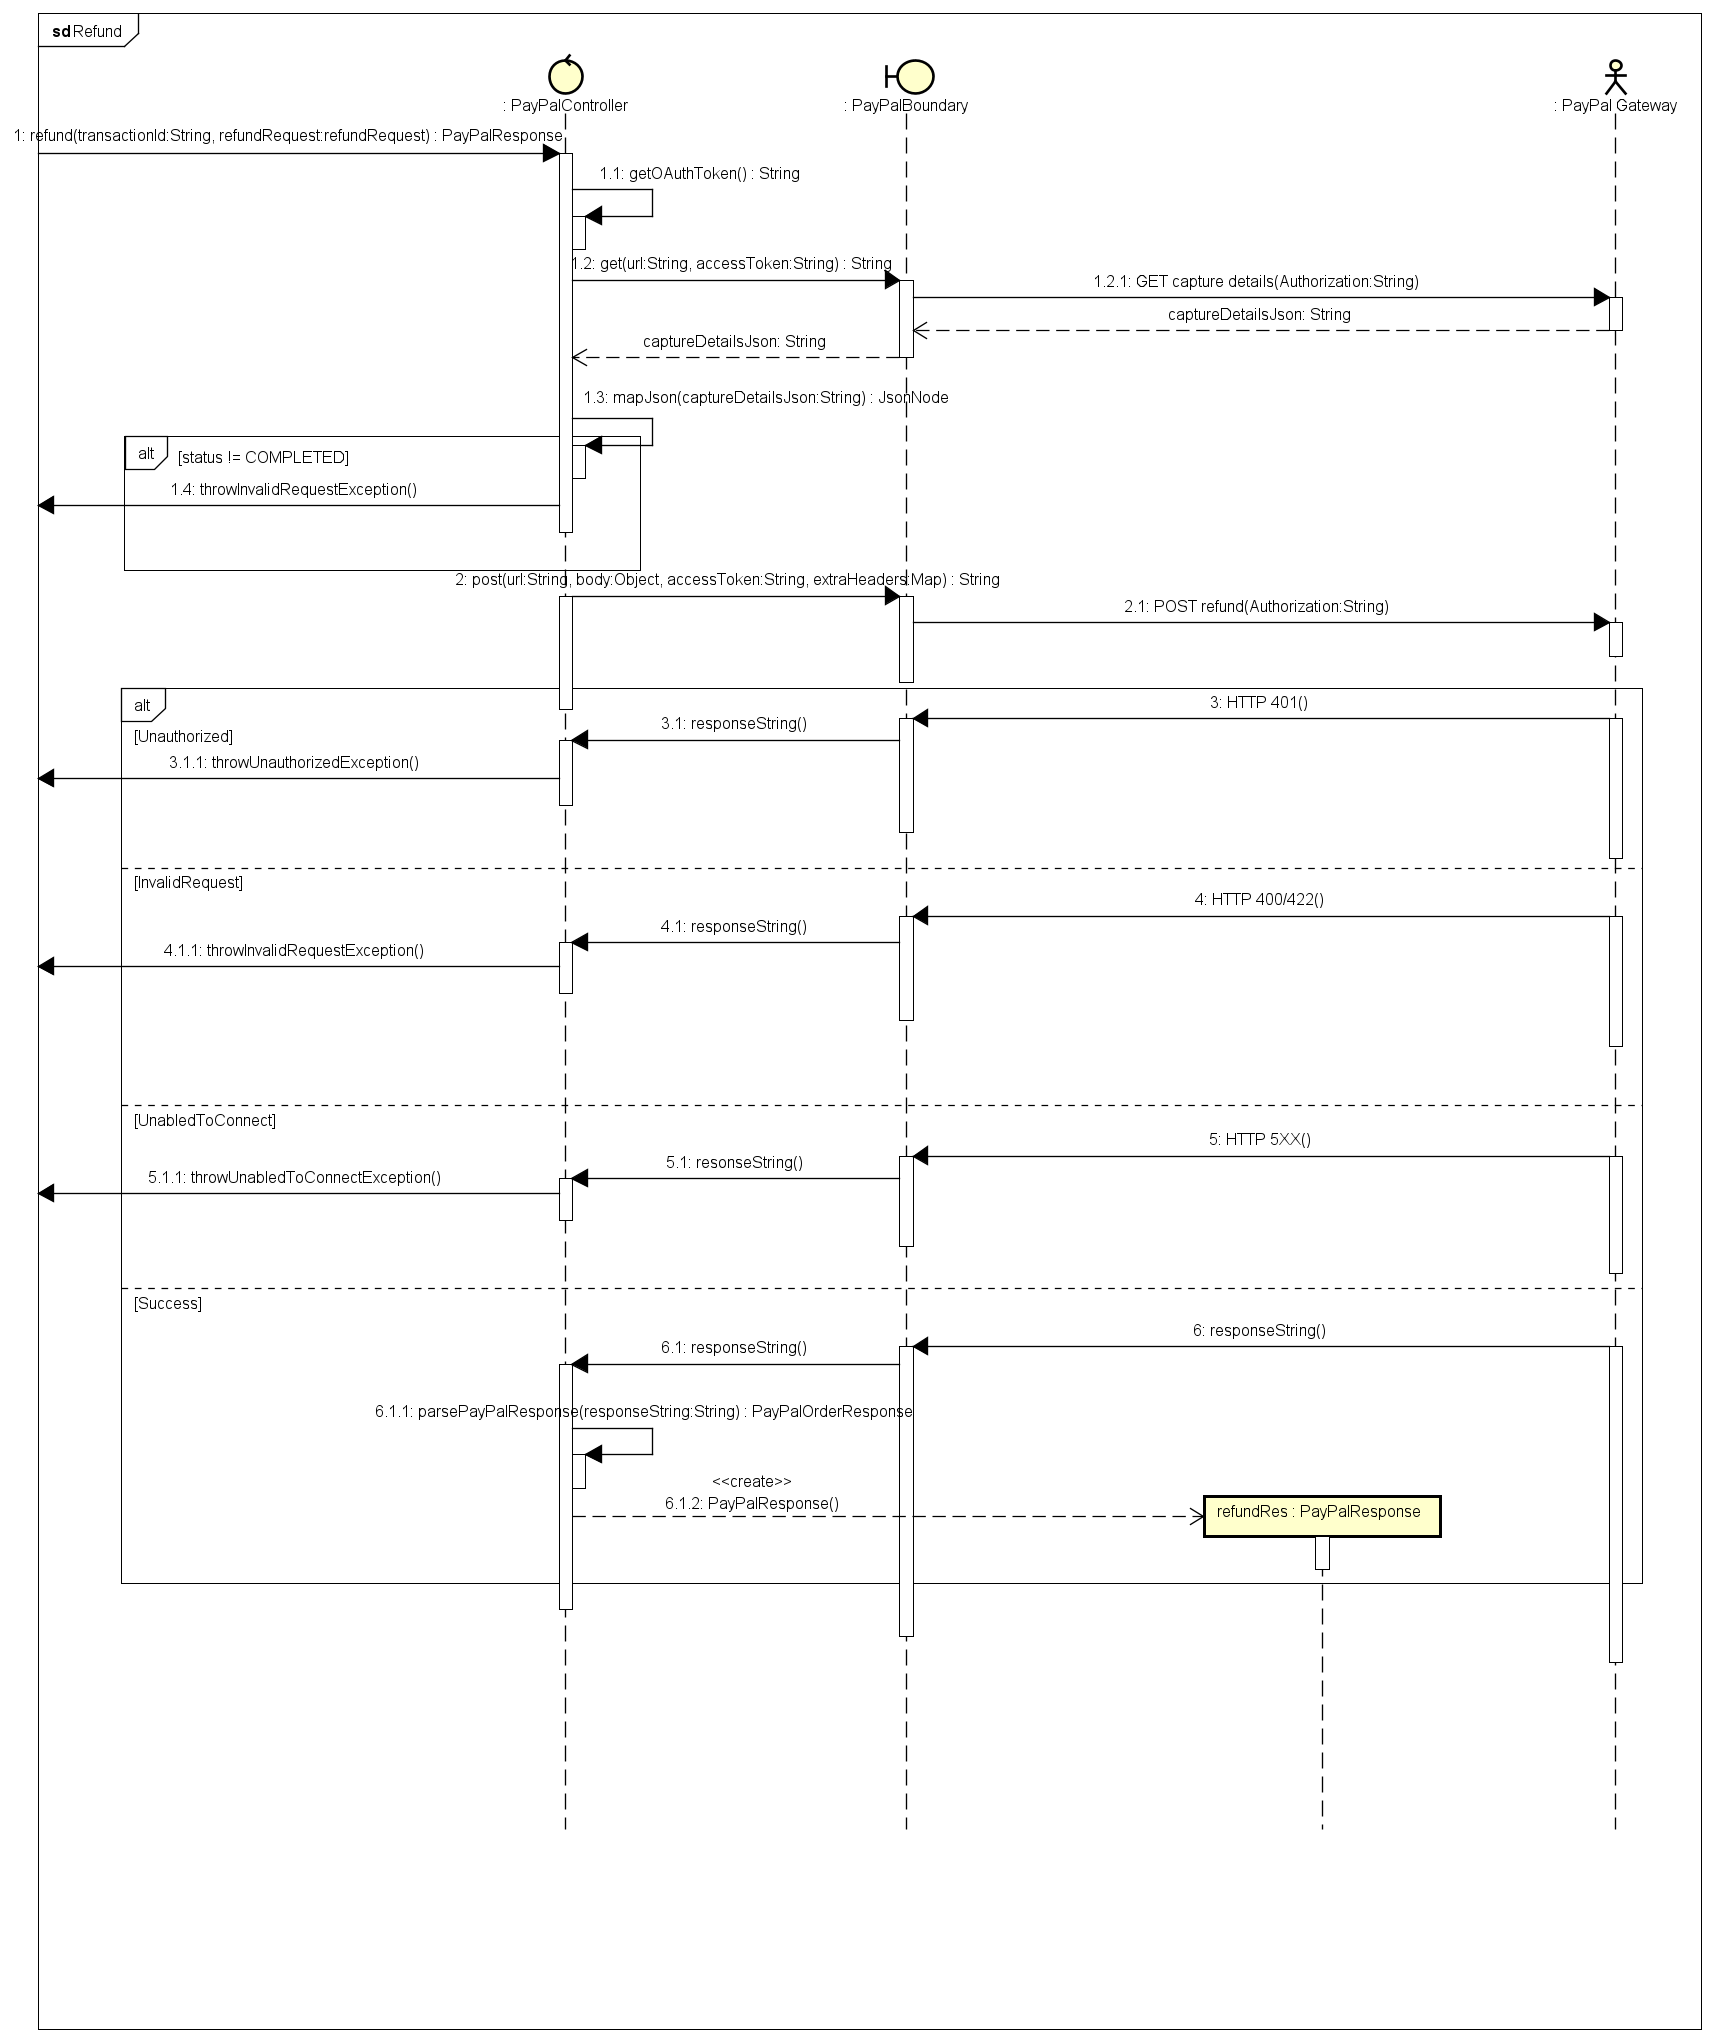 sd Refund
: PayPalController
: PayPalBoundary
: PayPal Gateway
1: refund(transactionId:String, refundRequest:refundRequest) : PayPalResponse
1.1: getOAuthToken() : String
1.2: get(url:String, accessToken:String) : String
1.2.1: GET capture details(Authorization:String)
captureDetailsJson: String
captureDetailsJson: String
1.3: mapJson(captureDetailsJson:String) : JsonNode
alt
[status != COMPLETED]
1.4: throwInvalidRequestException()
2: post(url:String, body:Object, accessToken:String, extraHeaders:Map) : String
2.1: POST refund(Authorization:String)
alt
3: HTTP 401()
3.1: responseString()
[Unauthorized]
3.1.1: throwUnauthorizedException()
[InvalidRequest]
4: HTTP 400/422()
4.1: responseString()
4.1.1: throwInvalidRequestException()
[UnabledToConnect]
5: HTTP 5XX()
5.1: resonseString()
5.1.1: throwUnabledToConnectException()
[Success]
6: responseString()
6.1: responseString()
6.1.1: parsePayPalResponse(responseString:String) : PayPalOrderResponse
<<create>>
6.1.2: PayPalResponse()
refundRes : PayPalResponse